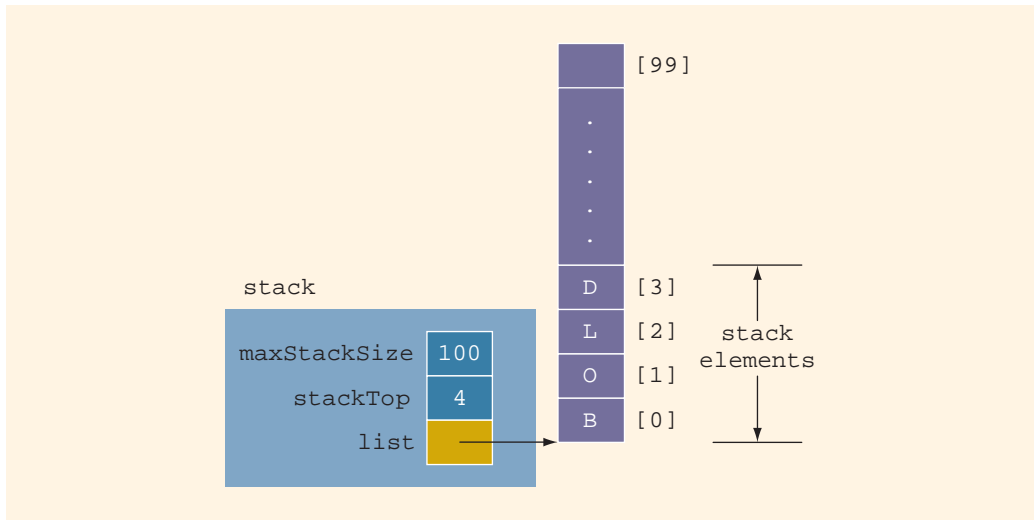 [99]
.
.
.
.
.
stack
D [3]
L [2]
O [1]
B [0]
stack
elements
maxStackSize 100
stackTop 4
list